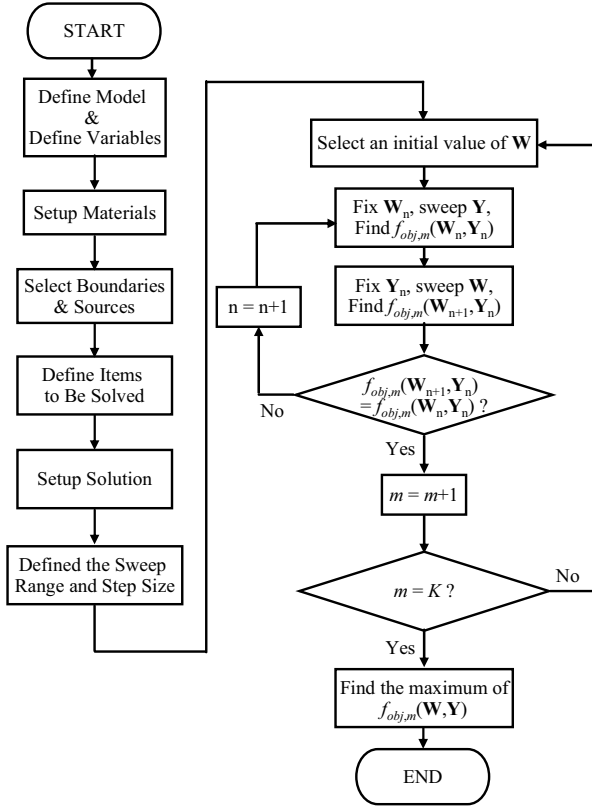 START
Define Model
&
Define Variables
Setup Materials
Select Boundaries
& Sources
Define Items
to Be Solved
Setup Solution
Defined the Sweep
Range and Step Size
Select an initial value of W
Fix Wn, sweep Y,
Find fobj,m(Wn,Yn)
Fix Yn, sweep W,
Find fobj,m(Wn+1,Yn)
n = n+1
fobj,m(Wn+1,Yn)
= fobj,m(Wn,Yn) ?
No
Yes
m = m+1
m = K ?
No
Yes
Find the maximum of
fobj,m(W,Y)
END